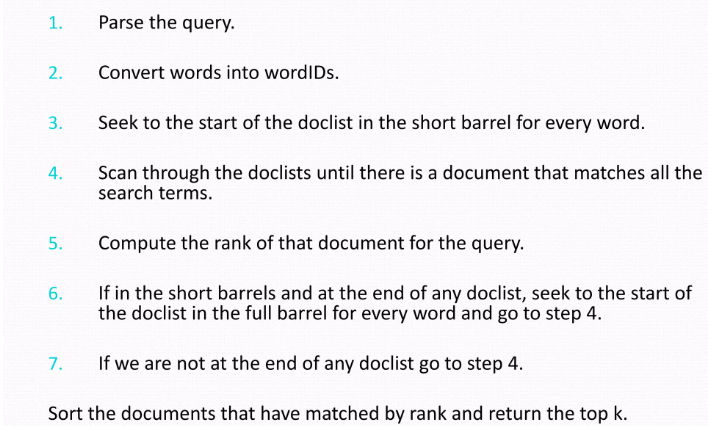 1. Parse the query.
2. Convert words into wordIDs.
3. Seek to the start of the doclist in the short barrel for every word.
4. Scan through the doclists until there is a document that matches all the
search terms.
5. Compute the rank of that document for the query.
6. If in the short barrels and at the end of any doclist, seek to the start of
the doclist in the full barrel for every word and go to step 4.
7. If we are not at the end of any doclist go to step 4.
Sort the documents that have matched by rank and return the top k.